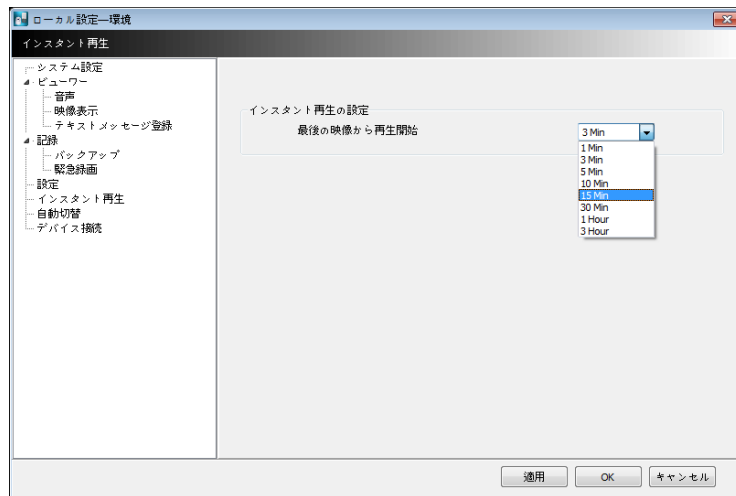 ローカル設定―環境
インスタント再生
システム設定
ビューワー
音声
映像表示
テキストメッセージ登録
記録
バックアップ
緊急録画
設定
インスタント再生
自動切替
デバイス接続
インスタント再生の設定
最後の映像から再生開始
3 Min
1 Min
3 Min
5 Min
10 Min
15 Min
30 Min
1 Hour
3 Hour
適用
OK
キャンセル